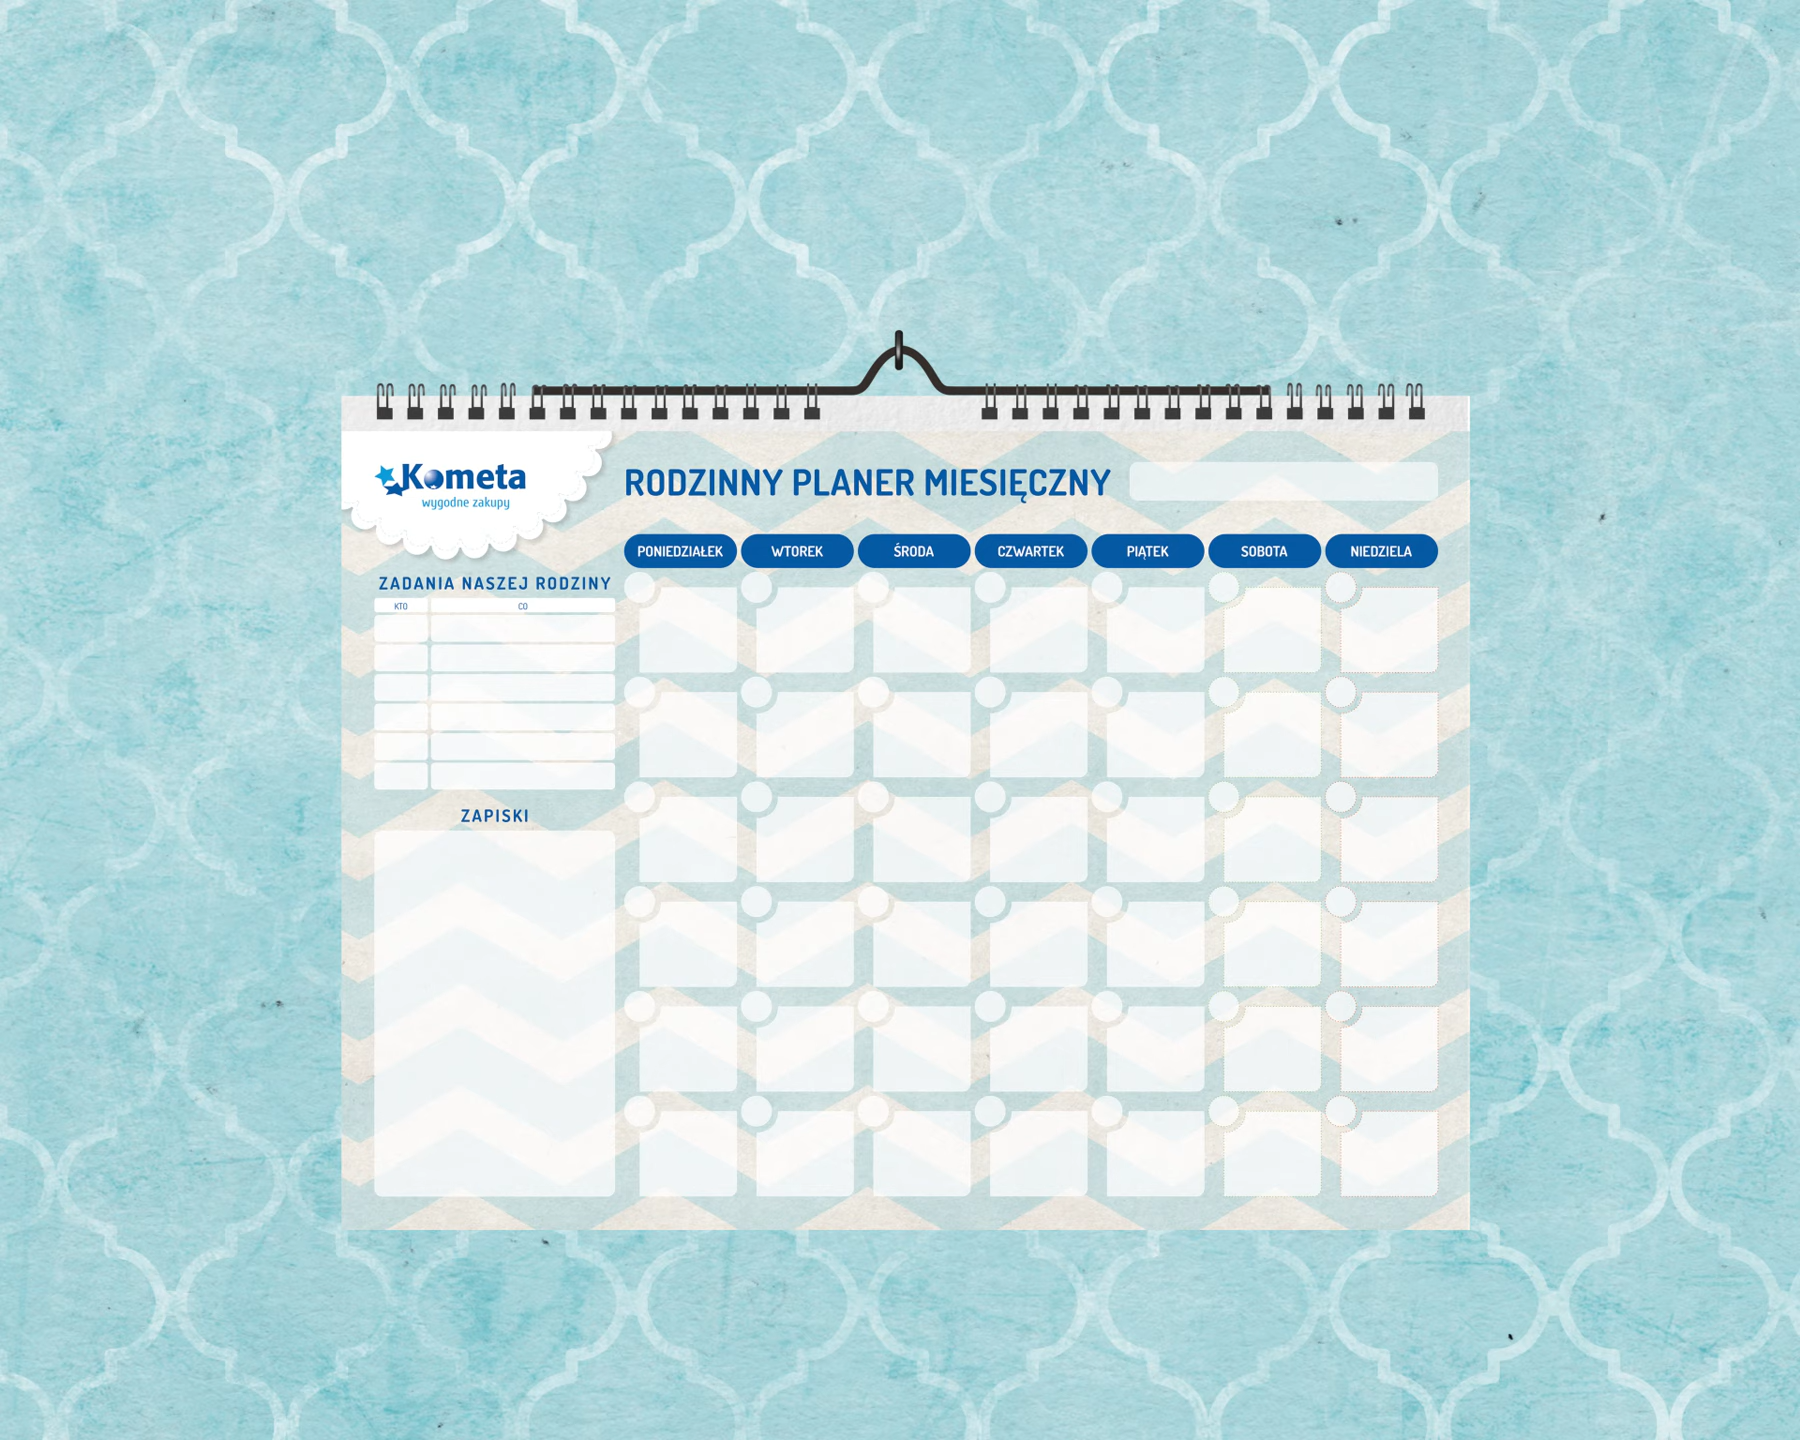 Kometa
wygodne zakupy
RODZINNY PLANER MIESIĘCZNY
PONIEDZIAŁEK WTOREK ŚRODA CZWARTEK PIĄTEK SOBOTA NIEDZIELA
ZADANIA NASZEJ RODZINY
KTO CO
ZAPISKI